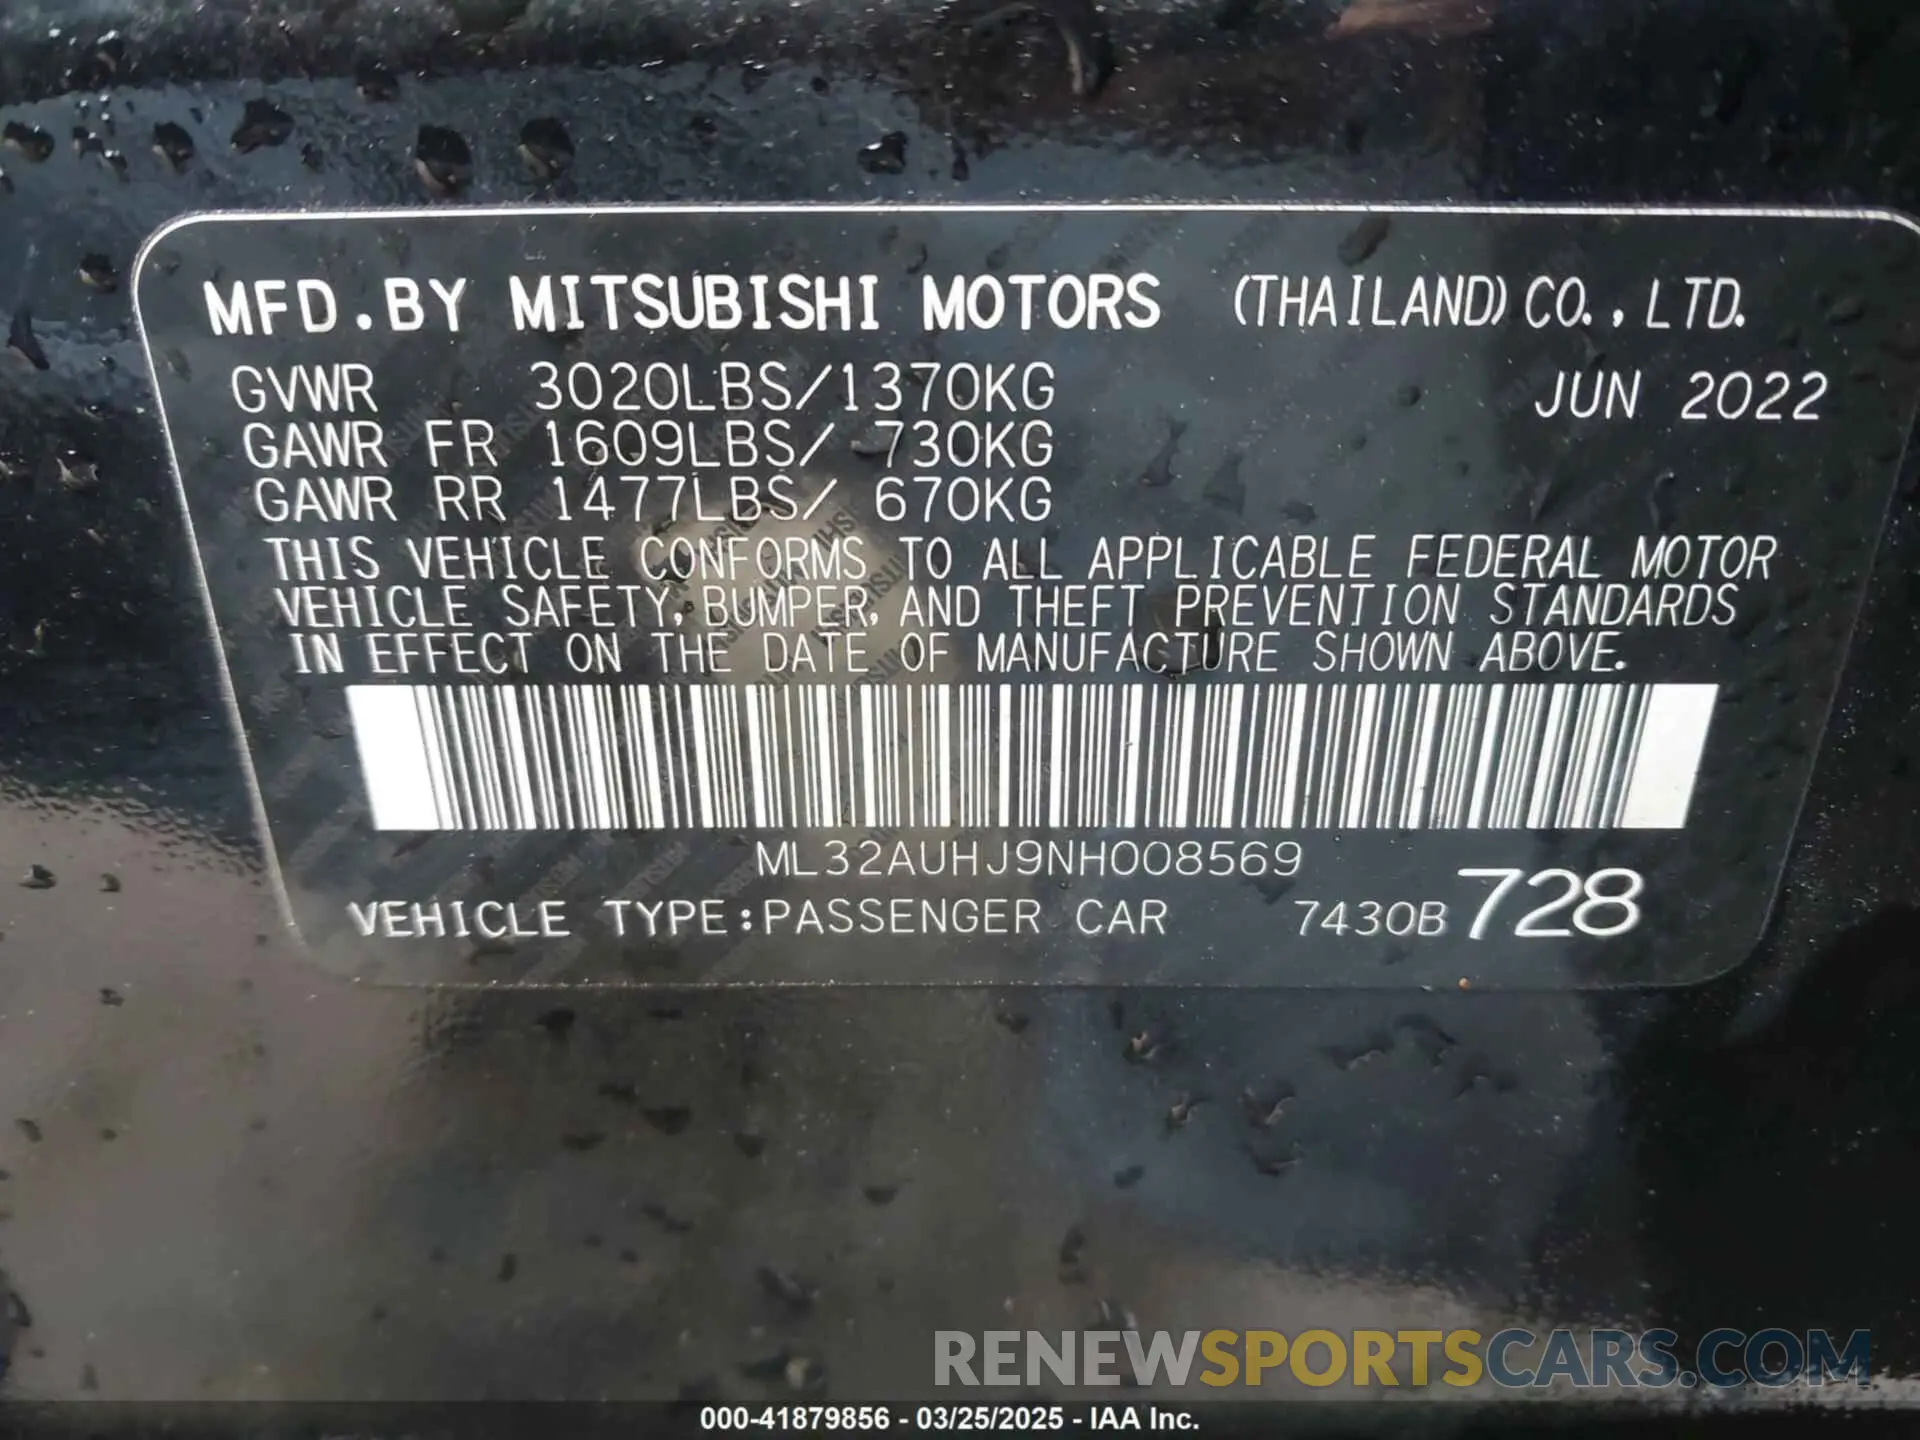 MFD.BY MITSUBISHI MOTORS (THAILAND) CO.,LTD.
GVWR 3020LBS/1370KG JUN 2022
GAWR FR 1609LBS/ 730KG
GAWR RR 1477LBS/ 670KG
THIS VEHICLE CONFORMS TO ALL APPLICABLE FEDERAL MOTOR
VEHICLE SAFETY, BUMPER, AND THEFT PREVENTION STANDARDS
IN EFFECT ON THE DATE OF MANUFACTURE SHOWN ABOVE.
ML32AUHJ9NH008569
VEHICLE TYPE:PASSENGER CAR 7430B 728
RENEWSPORTSCARS.COM
000-41879856 - 03/25/2025 - IAA Inc.